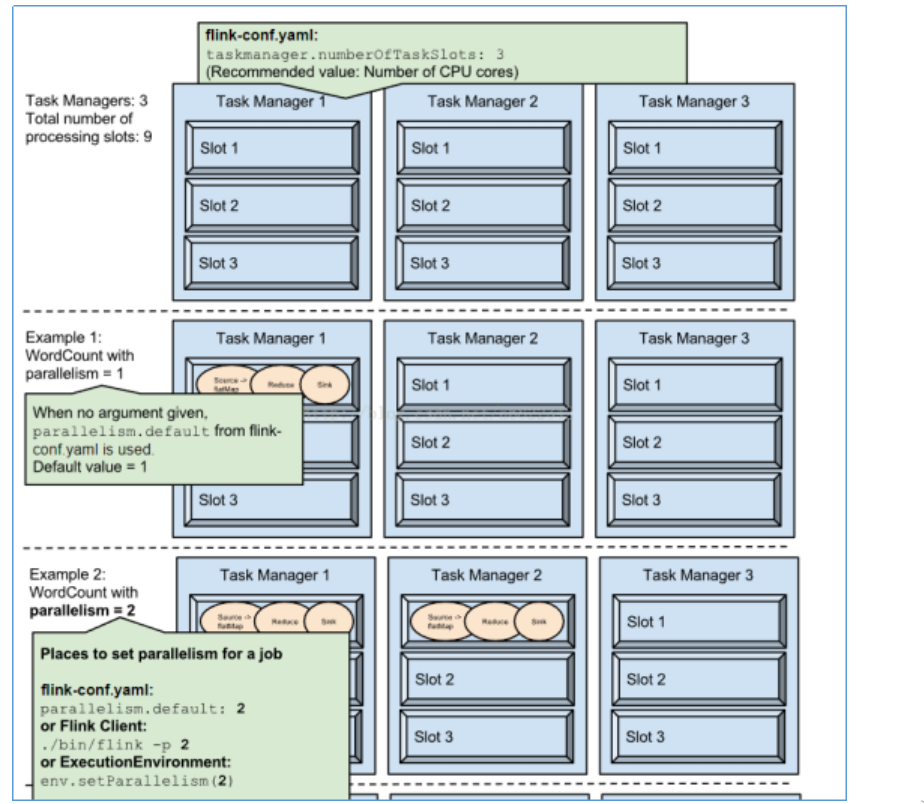 flink-conf.yaml:
taskmanager.numberOfTaskSlots: 3
(Recommended value: Number of CPU cores)
Task Managers: 3
Total number of
processing slots: 9
Task Manager 1
Slot 1
Slot 2
Slot 3
Task Manager 2
Slot 1
Slot 2
Slot 3
Task Manager 3
Slot 1
Slot 2
Slot 3
Example 1:
WordCount with
parallelism = 1
When no argument given,
parallelism.default from flink-
conf.yaml is used.
Default value = 1
Task Manager 1
Source ->
flatMap
Reduce
Sink
Slot 3
Task Manager 2
Slot 1
Slot 2
Slot 3
Task Manager 3
Slot 1
Slot 2
Slot 3
Example 2:
WordCount with
parallelism = 2
Places to set parallelism for a job
flink-conf.yaml:
parallelism.default: 2
or Flink Client:
./bin/flink -p 2
or ExecutionEnvironment:
env.setParallelism(2)
Task Manager 1
Source ->
flatMap
Reduce
Sink
Task Manager 2
Source ->
flatMap
Reduce
Sink
Slot 2
Slot 3
Task Manager 3
Slot 1
Slot 2
Slot 3